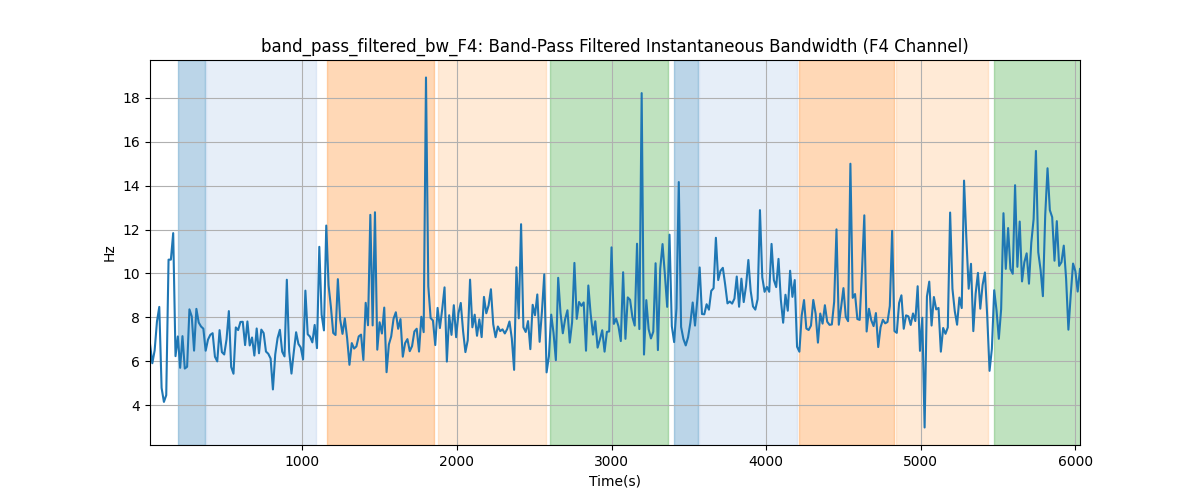 band_pass_filtered_bw_F4: Band-Pass Filtered Instantaneous Bandwidth (F4 Channel)
18
16
14
12
10
8
6
4
Hz
1000 2000 3000 4000 5000 6000
Time(s)